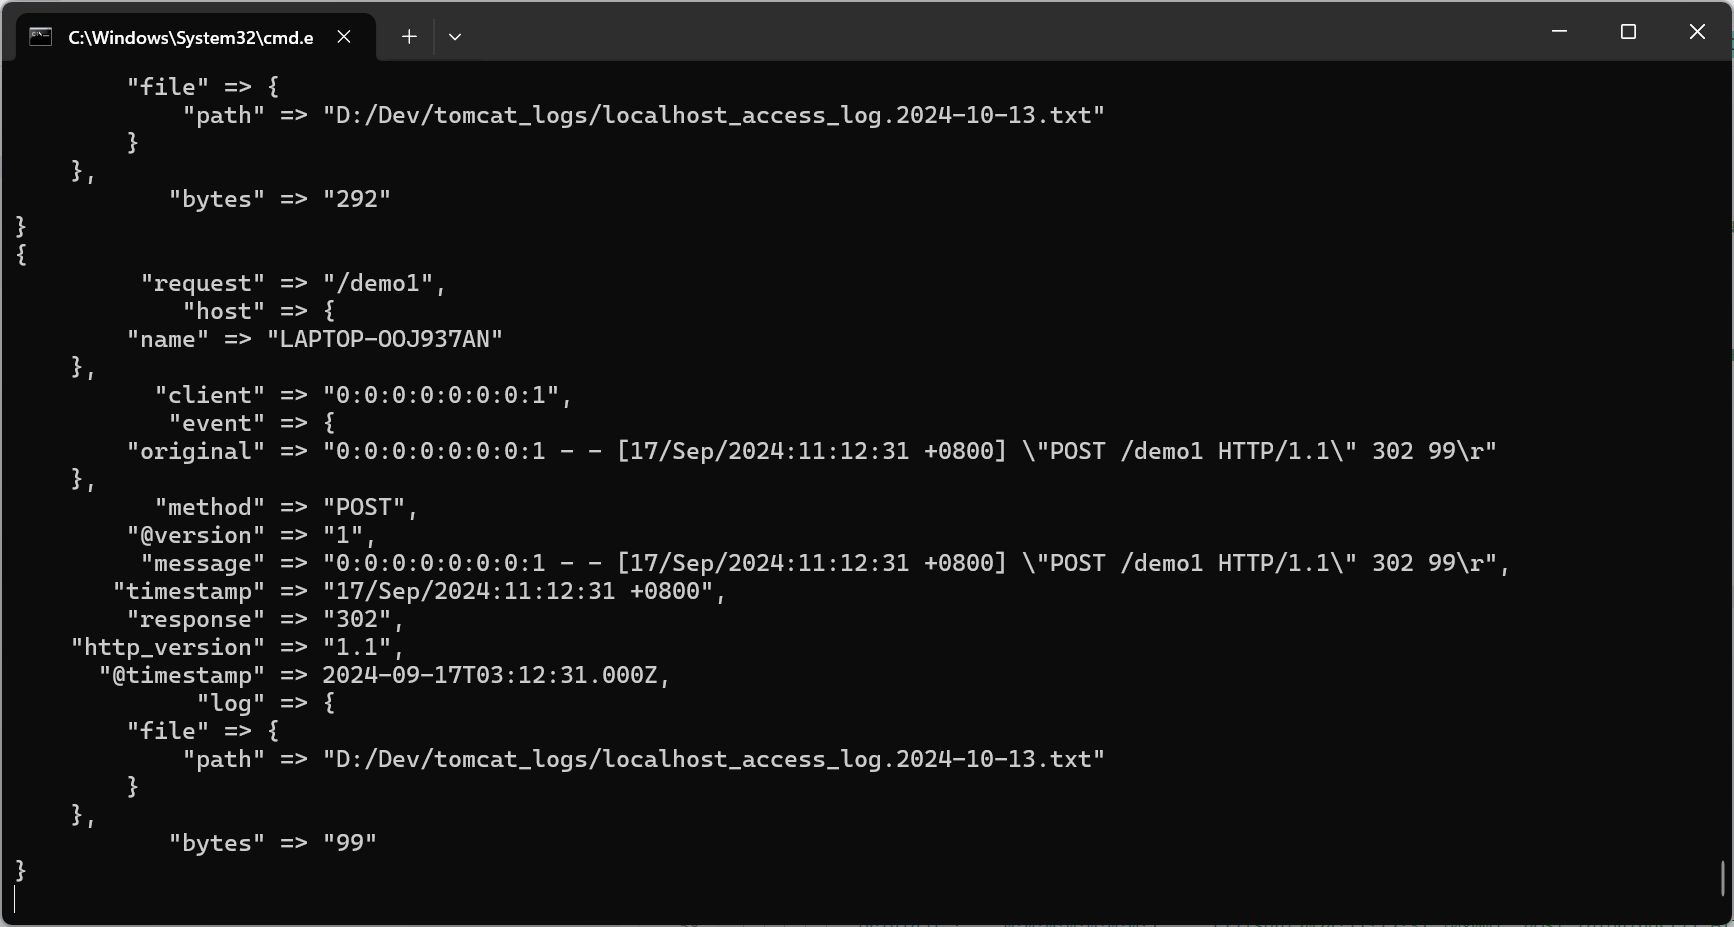 C:\Windows\System32\cmd.e
"file" => {
"path" => "D:/Dev/tomcat_logs/localhost_access_log.2024-10-13.txt"
}
},
"bytes" => "292"
}
{
"request" => "/demo1",
"host" => {
"name" => "LAPTOP-OOJ937AN"
},
"client" => "0:0:0:0:0:0:0:1",
"event" => {
"original" => "0:0:0:0:0:0:0:1 - - [17/Sep/2024:11:12:31 +0800] \"POST /demo1 HTTP/1.1\" 302 99\r"
},
"method" => "POST",
"@version" => "1",
"message" => "0:0:0:0:0:0:0:1 - - [17/Sep/2024:11:12:31 +0800] \"POST /demo1 HTTP/1.1\" 302 99\r",
"timestamp" => "17/Sep/2024:11:12:31 +0800",
"response" => "302",
"http_version" => "1.1",
"@timestamp" => 2024-09-17T03:12:31.000Z,
"log" => {
"file" => {
"path" => "D:/Dev/tomcat_logs/localhost_access_log.2024-10-13.txt"
}
},
"bytes" => "99"
}